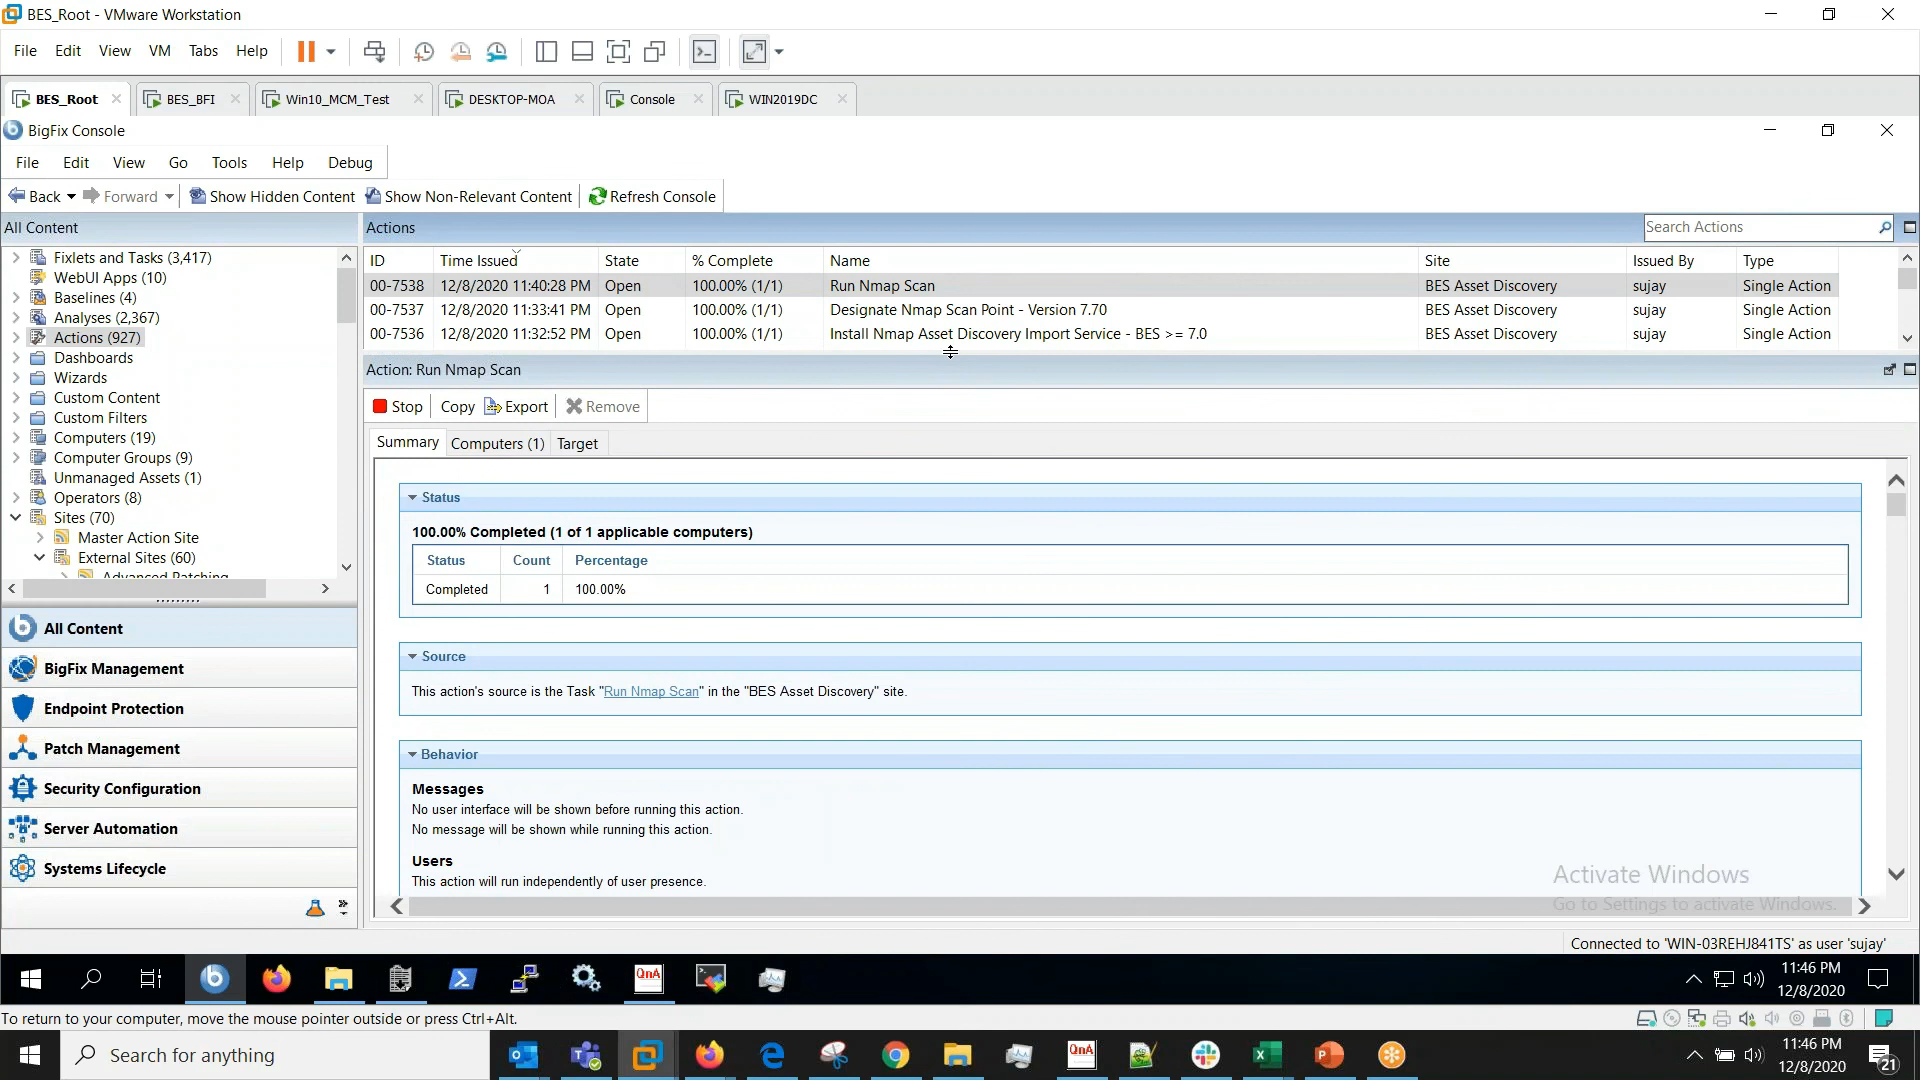 BES_Root - VMware Workstation
File Edit View VM Tabs Help
BES_Root BES_BFI Win10_MCM_Test DESKTOP-MOA Console WIN2019DC
BigFix Console
File Edit View Go Tools Help Debug
Back Forward Show Hidden Content Show Non-Relevant Content Refresh Console
All Content
Fixlets and Tasks (3,417)
WebUI Apps (10)
Baselines (4)
Analyses (2,367)
Actions (927)
Dashboards
Wizards
Custom Content
Custom Filters
Computers (19)
Computer Groups (9)
Unmanaged Assets (1)
Operators (8)
Sites (70)
Master Action Site
External Sites (60)
Advanced Patching
All Content
BigFix Management
Endpoint Protection
Patch Management
Security Configuration
Server Automation
Systems Lifecycle
Actions Search Actions
ID Time Issued State % Complete Name Site Issued By Type
00-7538 12/8/2020 11:40:28 PM Open 100.00% (1/1) Run Nmap Scan BES Asset Discovery sujay Single Action
00-7537 12/8/2020 11:33:41 PM Open 100.00% (1/1) Designate Nmap Scan Point - Version 7.70 BES Asset Discovery sujay Single Action
00-7536 12/8/2020 11:32:52 PM Open 100.00% (1/1) Install Nmap Asset Discovery Import Service - BES >= 7.0 BES Asset Discovery sujay Single Action
Action: Run Nmap Scan
Stop Copy Export Remove
Summary Computers (1) Target
Status
100.00% Completed (1 of 1 applicable computers)
Status Count Percentage
Completed 1 100.00%
Source
This action's source is the Task "Run Nmap Scan" in the "BES Asset Discovery" site.
Behavior
Messages
No user interface will be shown before running this action.
No message will be shown while running this action.
Users
This action will run independently of user presence.
Activate Windows
Go to Settings to activate Windows.
Connected to 'WIN-03REHJ841TS' as user 'sujay'
QnA
11:46 PM
12/8/2020
To return to your computer, move the mouse pointer outside or press Ctrl+Alt.
Search for anything
QnA
11:46 PM
12/8/2020
21